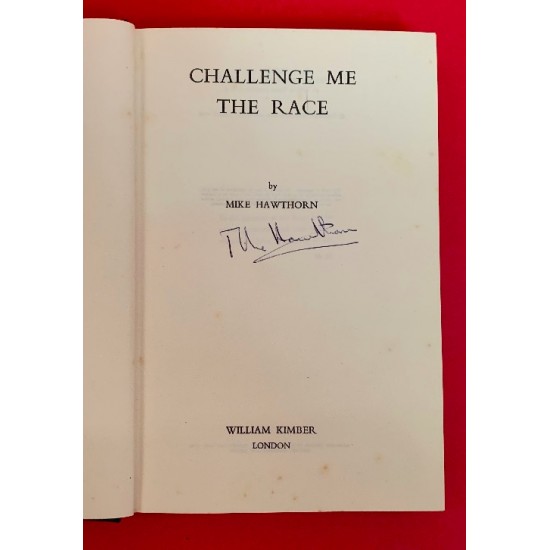 CHALLENGE ME
THE RACE
by
MIKE HAWTHORN
Mike Hawthorn
WILLIAM KIMBER
LONDON